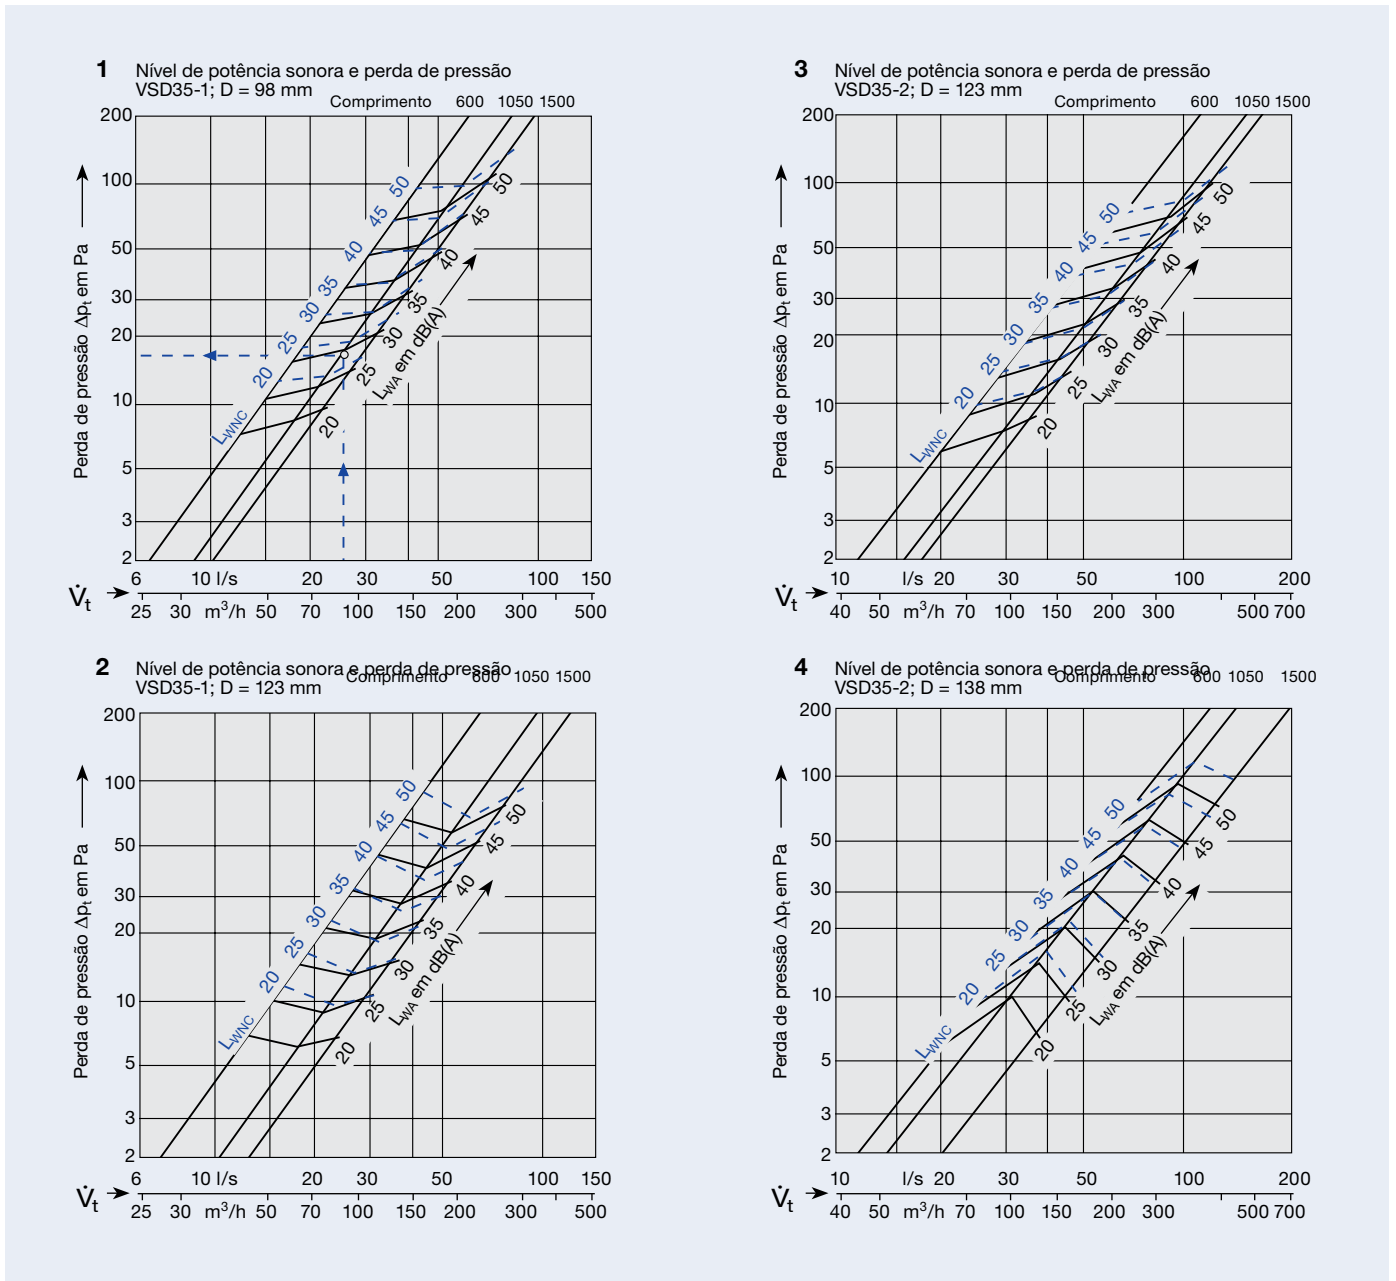 1 Nível de potência sonora e perda de pressão
VSD35-1; D = 98 mm
Comprimento 600 1050 1500
200
100
50
30
20
10
5
3
2
Perda de pressão Δpt em Pa
LWNC 20 25 30 35 40 45 50
20 25 30 35 40 45 50
LWA em dB(A)
6 10 l/s 20 30 50 100 150
V̇t
25 30 m³/h 50 70 100 150 200 300 500
3 Nível de potência sonora e perda de pressão
VSD35-2; D = 123 mm
Comprimento 600 1050 1500
200
100
50
30
20
10
5
3
2
Perda de pressão Δpt em Pa
LWNC 20 25 30 35 40 45 50
20 25 30 35 40 45 50
LWA em dB(A)
10 l/s 20 30 50 100 200
V̇t
40 50 m³/h 70 100 150 200 300 500 700
2 Nível de potência sonora e perda de pressão
VSD35-1; D = 123 mm
Comprimento 600 1050 1500
200
100
50
30
20
10
5
3
2
Perda de pressão Δpt em Pa
LWNC 20 25 30 35 40 45 50
20 25 30 35 40 45 50
LWA em dB(A)
6 10 l/s 20 30 50 100 150
V̇t
25 30 m³/h 50 70 100 150 200 300 500
4 Nível de potência sonora e perda de pressão
VSD35-2; D = 138 mm
Comprimento 600 1050 1500
200
100
50
30
20
10
5
3
2
Perda de pressão Δpt em Pa
LWNC 20 25 30 35 40 45 50
20 25 30 35 40 45 50
LWA em dB(A)
10 l/s 20 30 50 100 200
V̇t
40 50 m³/h 70 100 150 200 300 500 700